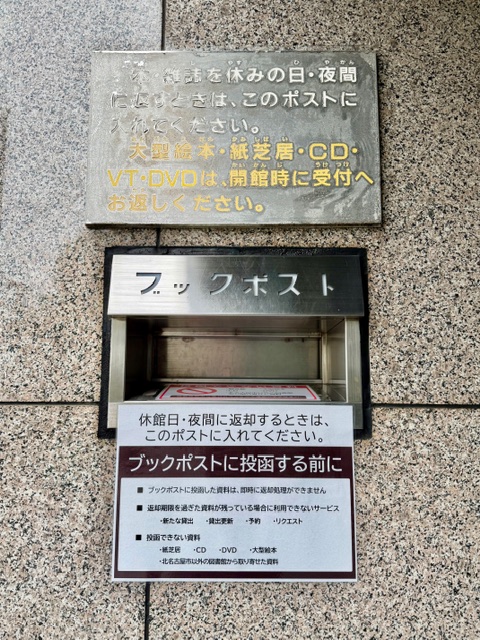 本・雑誌を休みの日・夜間
に返すときは、このポストに
入れてください。
大型絵本・紙芝居・CD・
VT・DVDは、開館時に受付へ
お返しください。
ブックポスト
休館日・夜間に返却するときは、
このポストに入れてください。
ブックポストに投函する前に
■ ブックポストに投函した資料は、即時に返却処理ができません
■ 返却期限を過ぎた資料が残っている場合に利用できないサービス
・新たな貸出 ・貸出更新 ・予約 ・リクエスト
■ 投函できない資料
・紙芝居 ・CD ・DVD ・大型絵本
・北名古屋市以外の図書館から取り寄せた資料